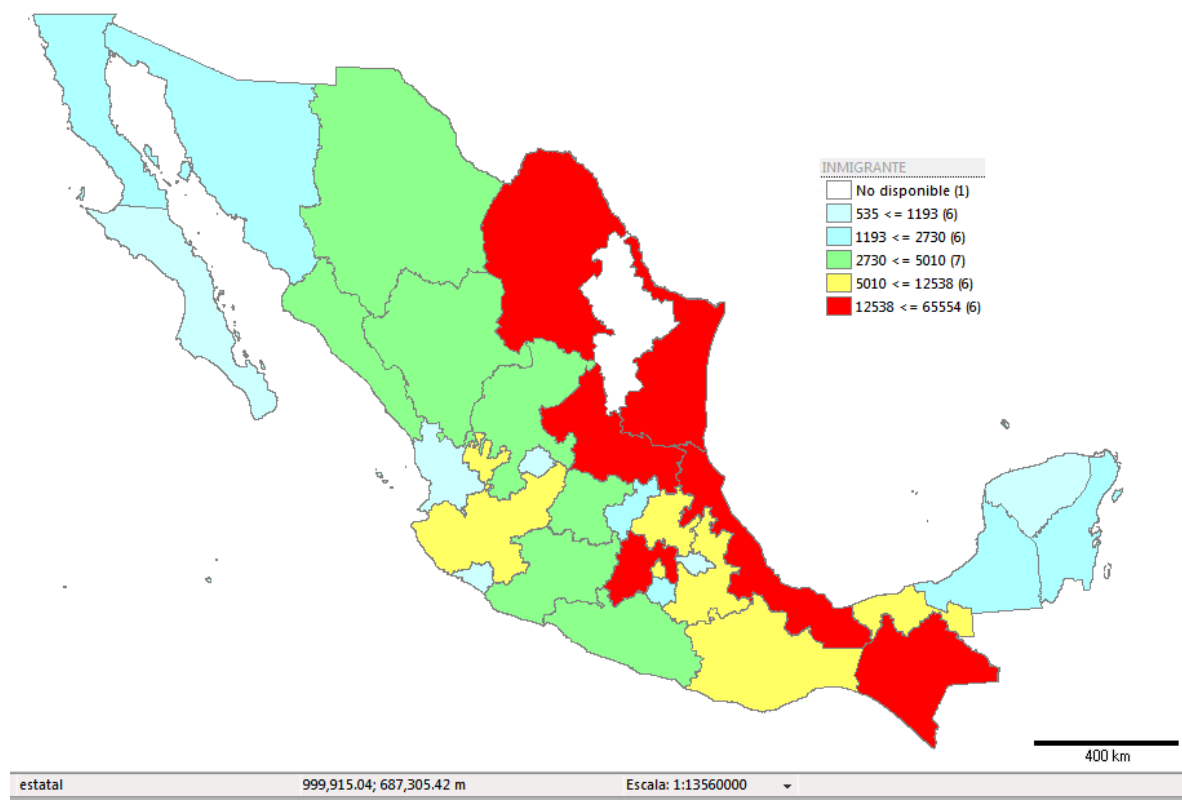 INMIGRANTE
No disponible (1)
535 <= 1193 (6)
1193 <= 2730 (6)
2730 <= 5010 (7)
5010 <= 12538 (6)
12538 <= 65554 (6)
400 km
estatal 999,915.04; 687,305.42 m Escala: 1:13560000